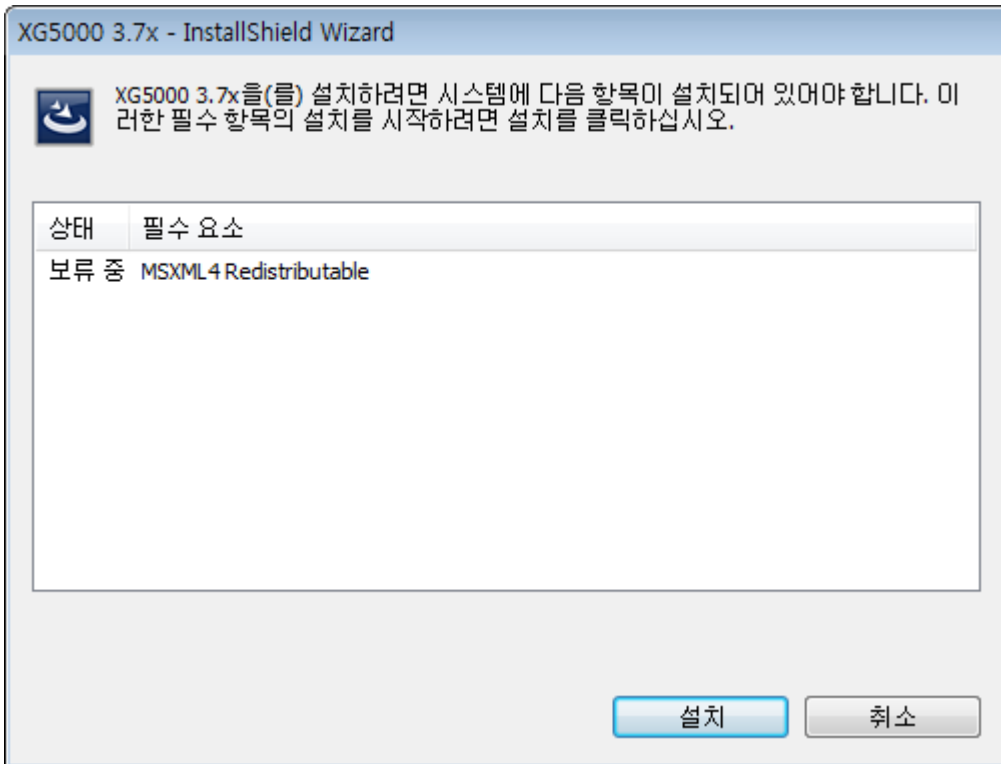 XG5000 3.7x - InstallShield Wizard
XG5000 3.7x을(를) 설치하려면 시스템에 다음 항목이 설치되어 있어야 합니다. 이
러한 필수 항목의 설치를 시작하려면 설치를 클릭하십시오.
상태 필수 요소
보류 중 MSXML4 Redistributable
설치 취소